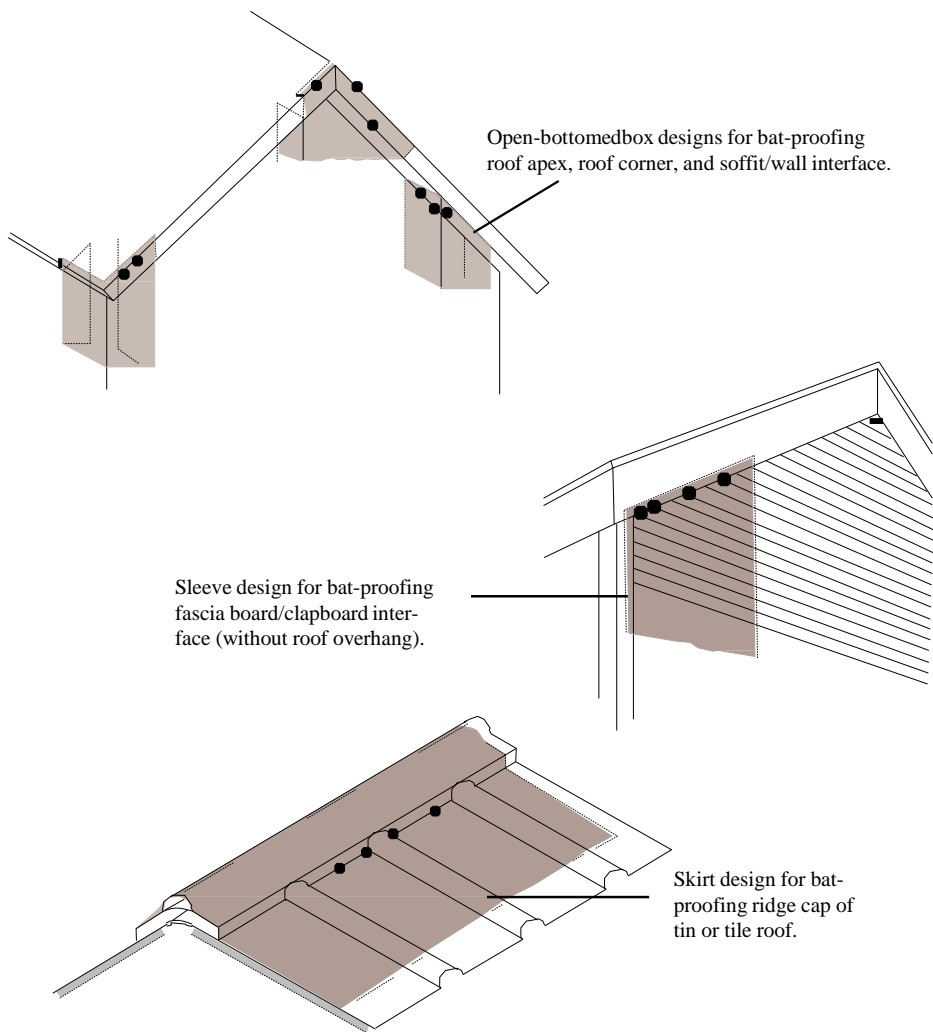 Open-bottomedbox designs for bat-proofing
roof apex, roof corner, and soffit/wall interface.
Sleeve design for bat-proofing
fascia board/clapboard inter-
face (without roof overhang).
Skirt design for bat-
proofing ridge cap of
tin or tile roof.